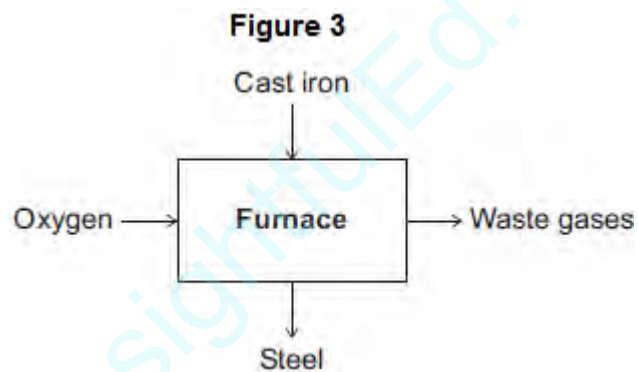 Figure 3
Cast iron
Oxygen
Furnace
Waste gases
Steel